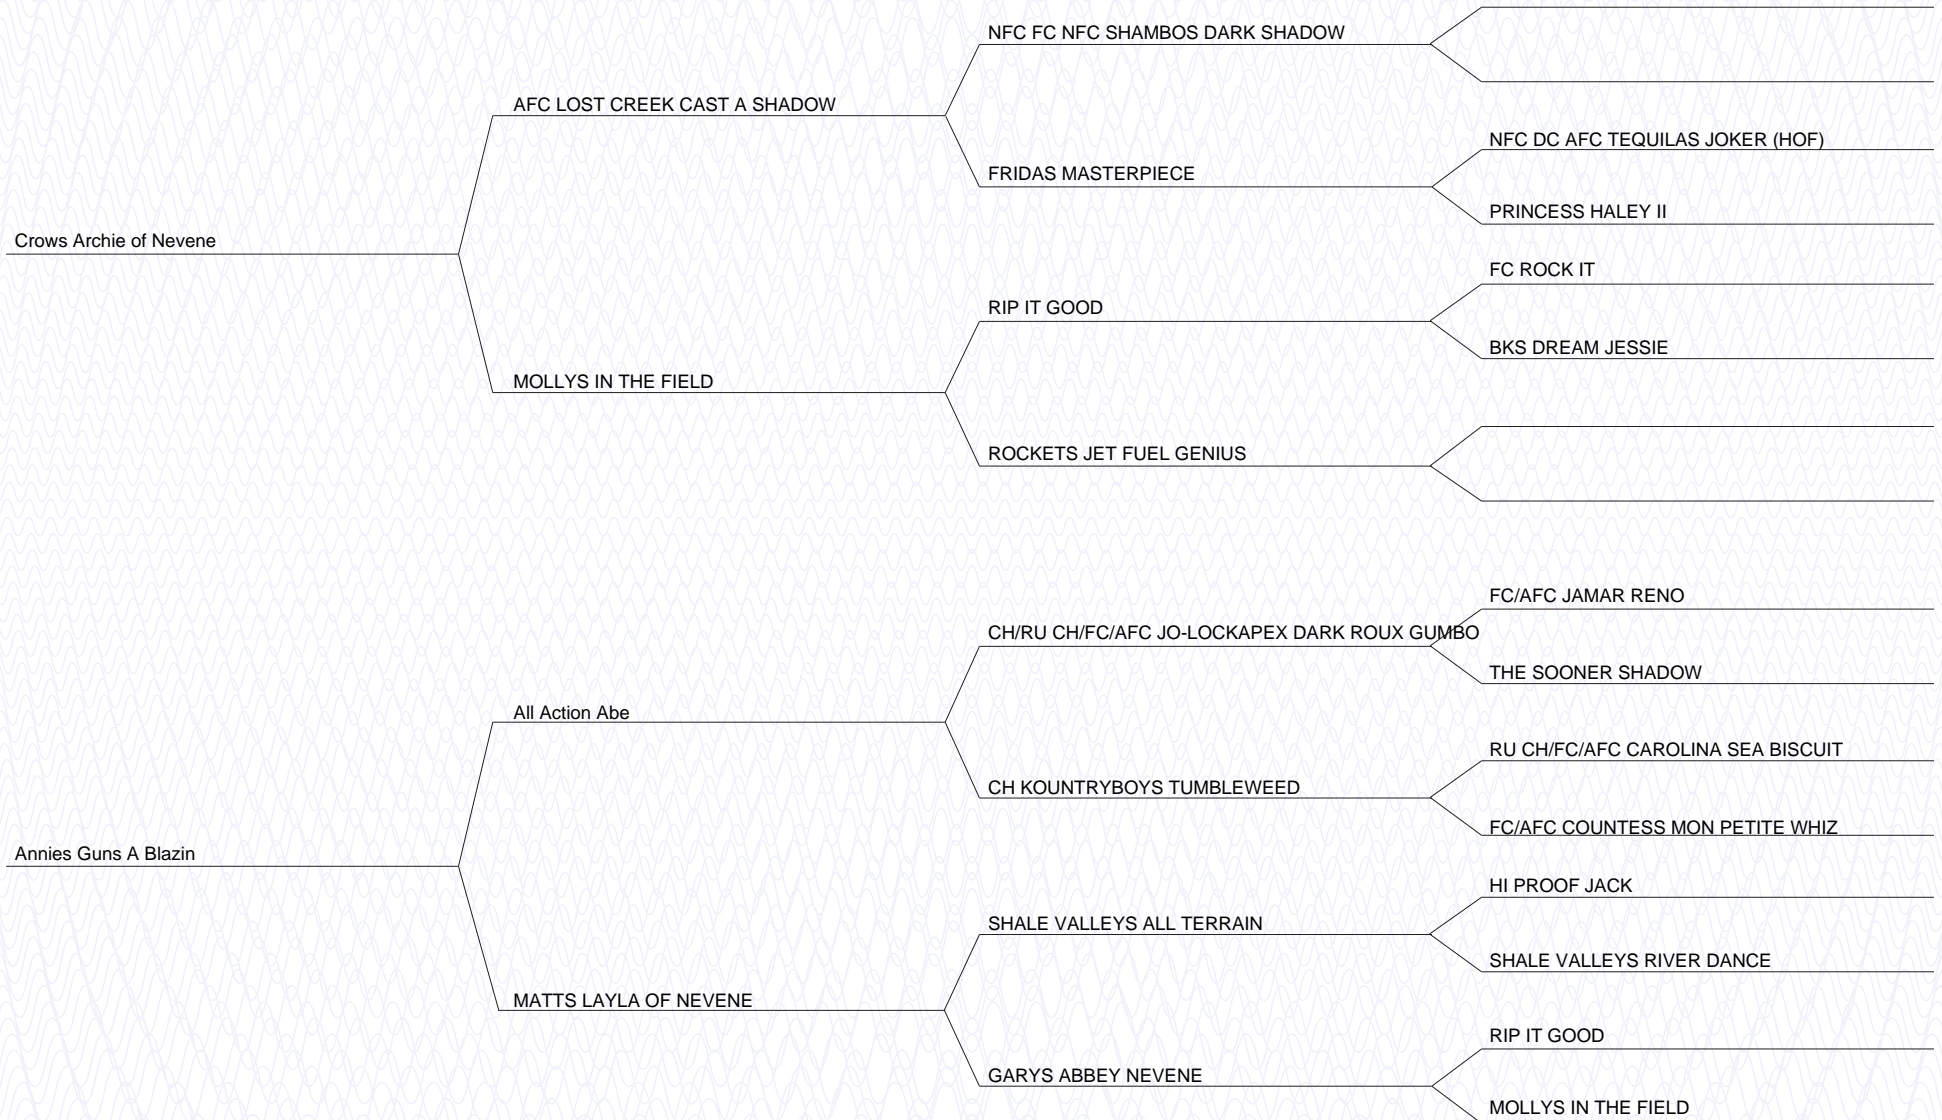 NFC FC NFC SHAMBOS DARK SHADOW
AFC LOST CREEK CAST A SHADOW
NFC DC AFC TEQUILAS JOKER (HOF)
FRIDAS MASTERPIECE
PRINCESS HALEY II
Crows Archie of Nevene
FC ROCK IT
RIP IT GOOD
BKS DREAM JESSIE
MOLLYS IN THE FIELD
ROCKETS JET FUEL GENIUS
FC/AFC JAMAR RENO
CH/RU CH/FC/AFC JO-LOCKAPEX DARK ROUX GUMBO
THE SOONER SHADOW
All Action Abe
RU CH/FC/AFC CAROLINA SEA BISCUIT
CH KOUNTRYBOYS TUMBLEWEED
FC/AFC COUNTESS MON PETITE WHIZ
Annies Guns A Blazin
HI PROOF JACK
SHALE VALLEYS ALL TERRAIN
SHALE VALLEYS RIVER DANCE
MATTS LAYLA OF NEVENE
RIP IT GOOD
GARYS ABBEY NEVENE
MOLLYS IN THE FIELD